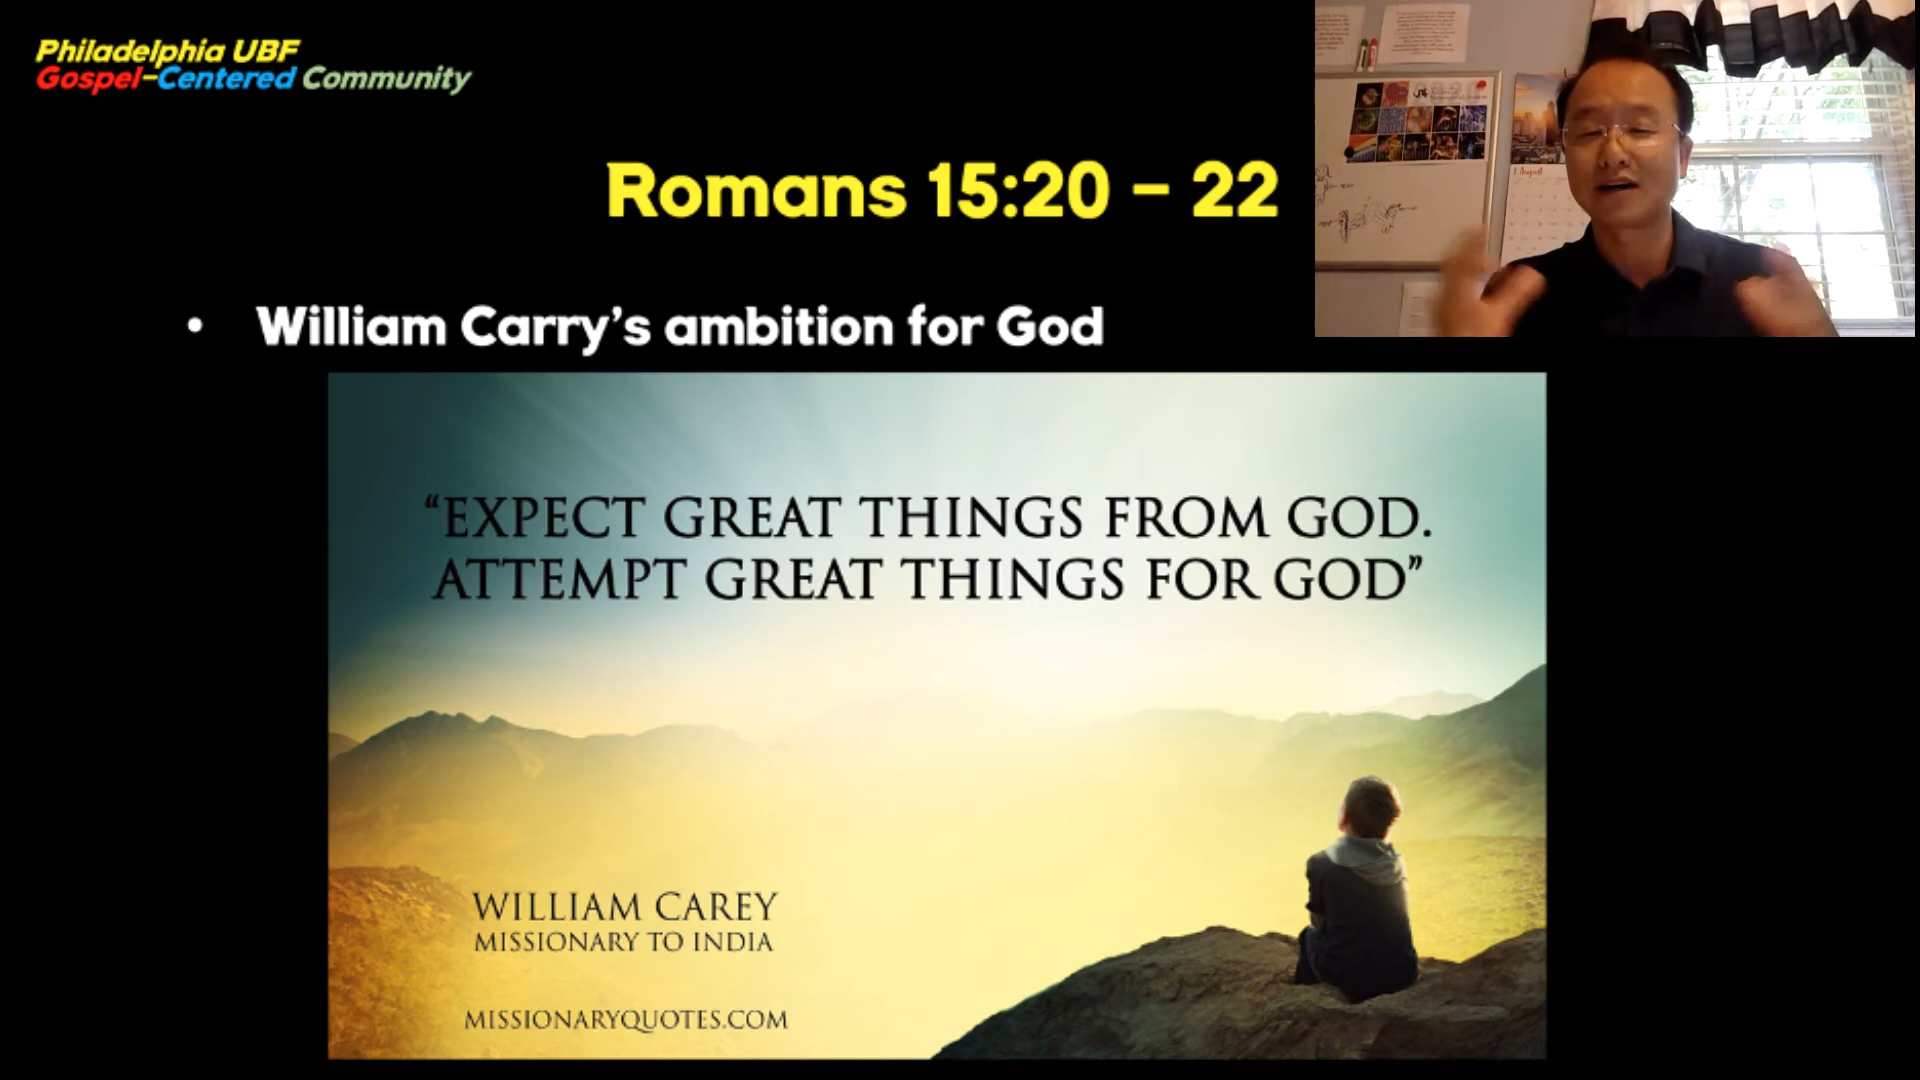 Philadelphia UBF
Gospel-Centered Community
Romans 15:20 – 22
• William Carry’s ambition for God
“EXPECT GREAT THINGS FROM GOD.
ATTEMPT GREAT THINGS FOR GOD”
WILLIAM CAREY
MISSIONARY TO INDIA
MISSIONARYQUOTES.COM
August